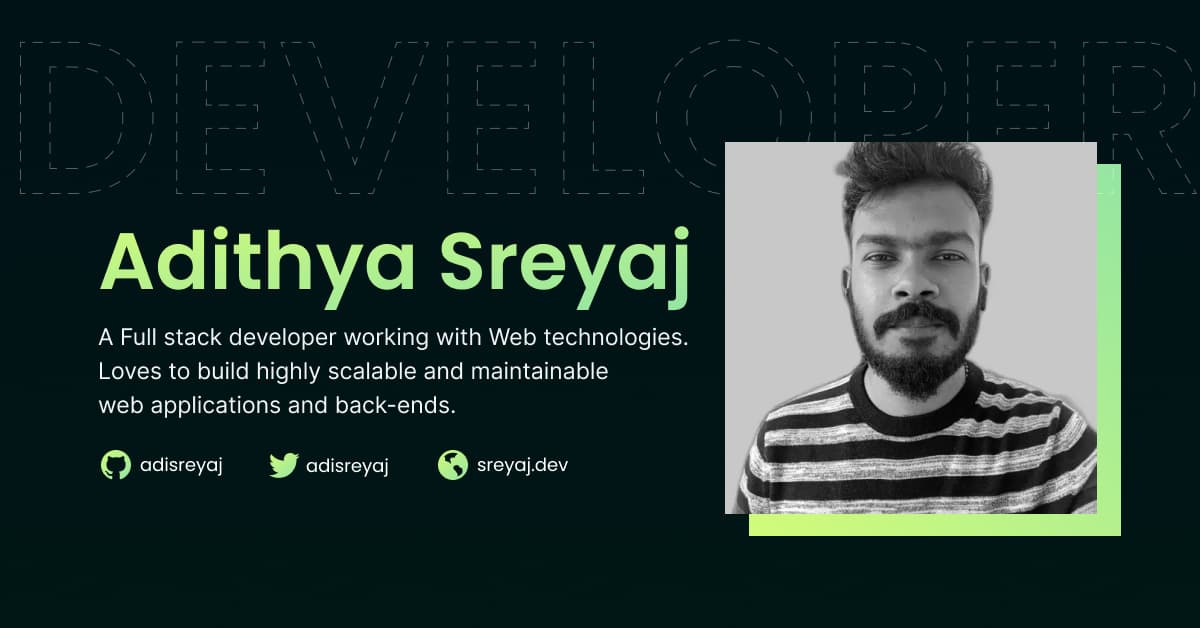 DEVELOPER
Adithya Sreyaj
A Full stack developer working with Web technologies.
Loves to build highly scalable and maintainable
web applications and back-ends.
adisreyaj adisreyaj sreyaj.dev